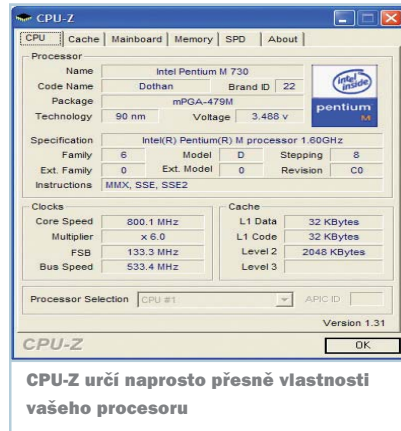 CPU-Z
CPU Cache Mainboard Memory SPD About
Processor
Name Intel Pentium M 730
Code Name Dothan Brand ID 22
Package mPGA-479M
Technology 90 nm Voltage 3.488 v
intel inside
pentium M
Specification Intel(R) Pentium(R) M processor 1.60GHz
Family 6 Model D Stepping 8
Ext. Family 0 Ext. Model 0 Revision C0
Instructions MMX, SSE, SSE2
Clocks
Core Speed 800.1 MHz
Multiplier x 6.0
FSB 133.3 MHz
Bus Speed 533.4 MHz
Cache
L1 Data 32 KBytes
L1 Code 32 KBytes
Level 2 2048 KBytes
Level 3
Processor Selection CPU #1 APIC ID
Version 1.31
CPU-Z OK
CPU-Z určí naprosto přesně vlastnosti
vašeho procesoru